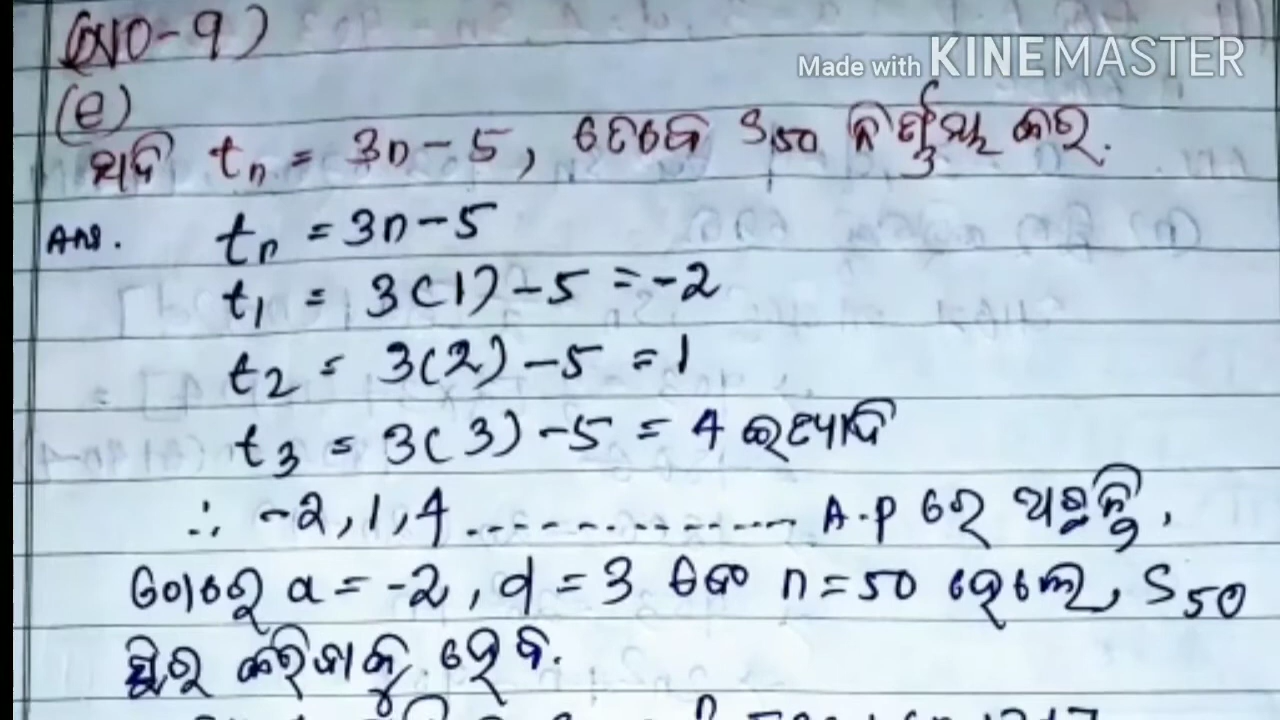 Made with KINEMASTER
(NO-9)
(e)
ଯଦି tn = 3n-5, ତେବେ S50 ନିର୍ଣ୍ଣୟ କର.
Ans. tn = 3n-5
t1 = 3(1)-5 = -2
t2 = 3(2)-5 = 1
t3 = 3(3)-5 = 4 ଇତ୍ୟାଦି
∴ -2,1,4.............. A.P ରେ ଅଛନ୍ତି,
a = -2, d = 3 ଏବଂ n = 50 ହେଲେ, S50
ସ୍ଥିର କରିବାକୁ ହେବ.